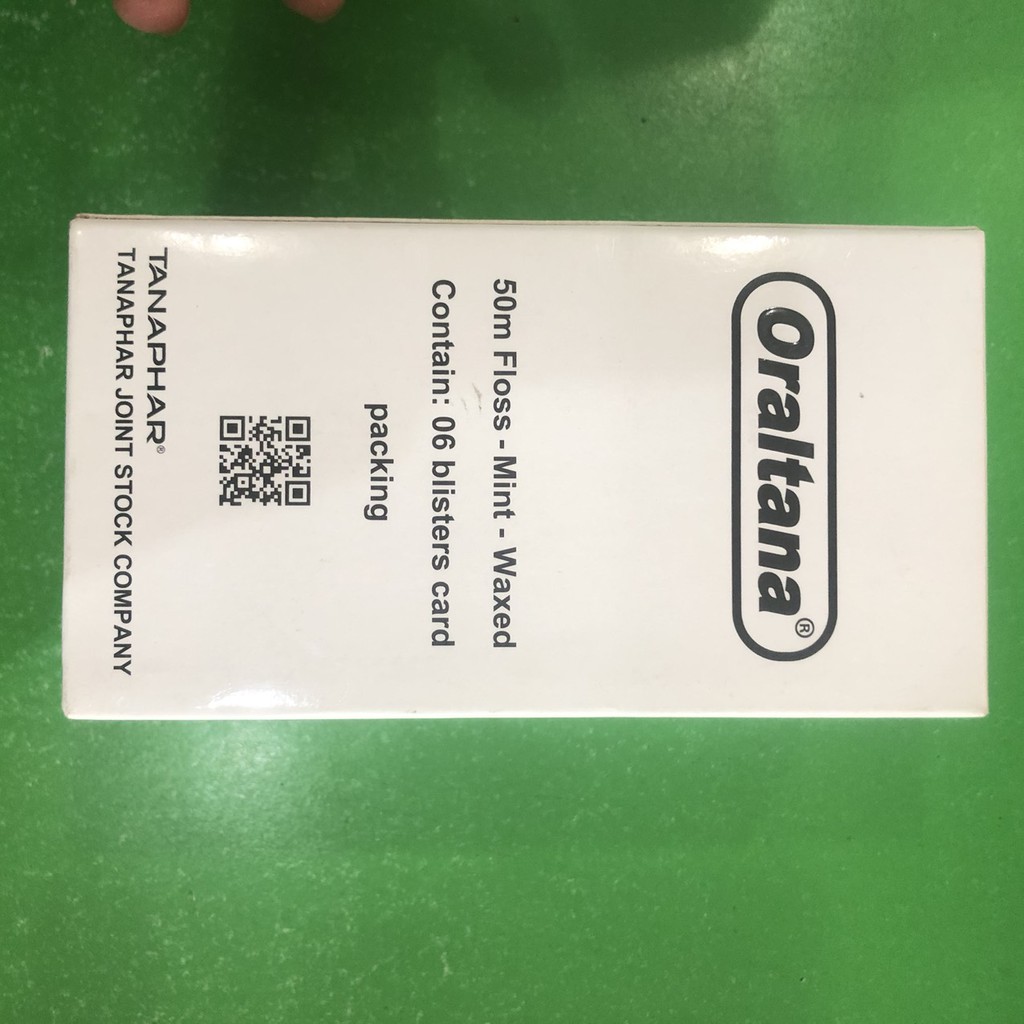 Oraltana®
50m Floss - Mint - Waxed
Contain: 06 blisters card
packing
TANAPHAR®
TANAPHAR JOINT STOCK COMPANY